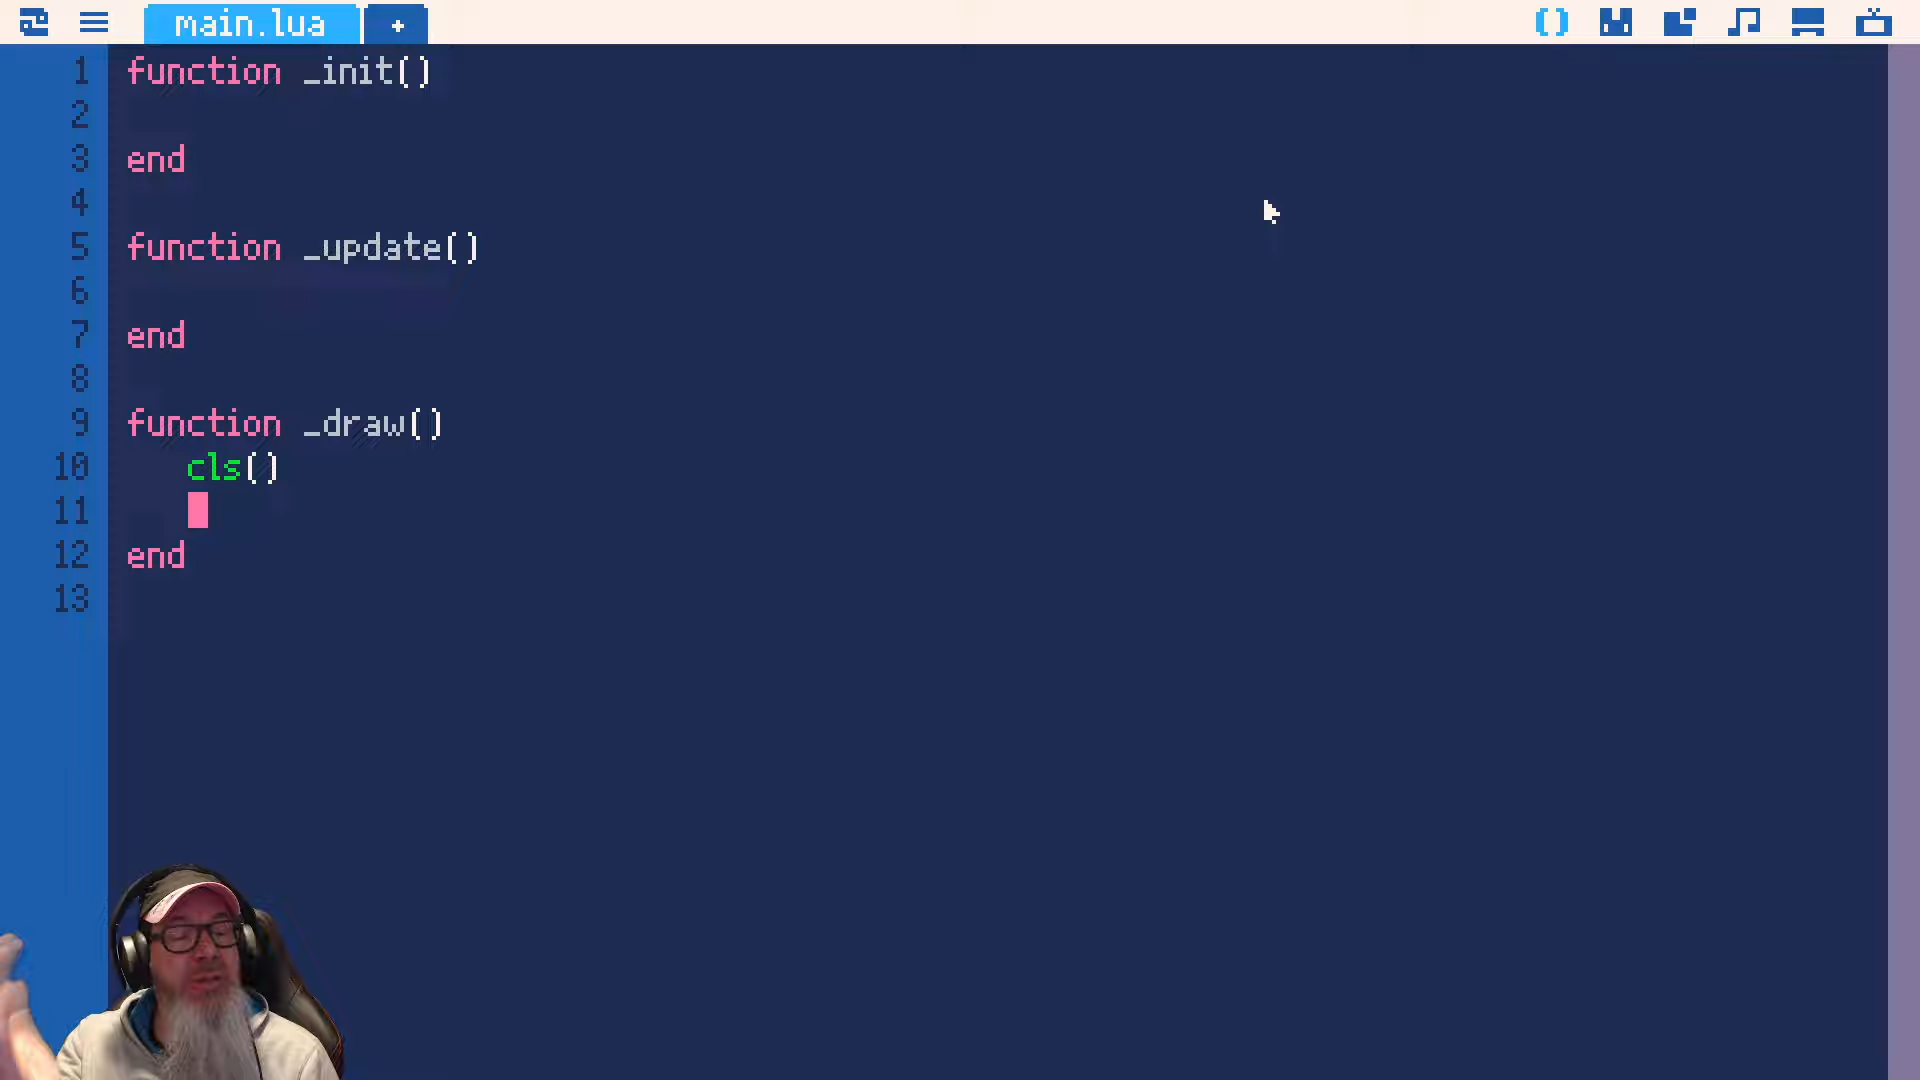 main.lua +
1 function _init()
2
3 end
4
5 function _update()
6
7 end
8
9 function _draw()
10 cls()
11
12 end
13